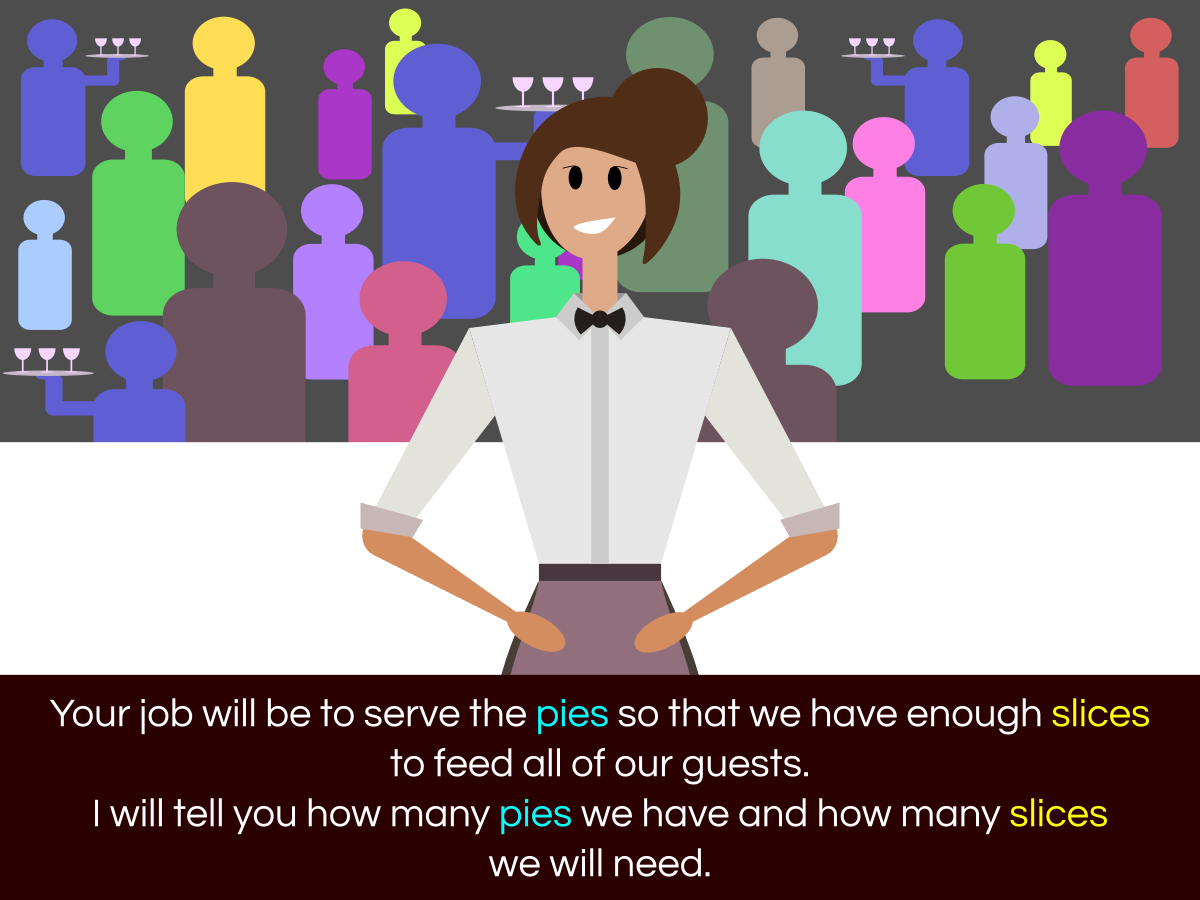 Your job will be to serve the pies so that we have enough slices
to feed all of our guests.
I will tell you how many pies we have and how many slices
we will need.